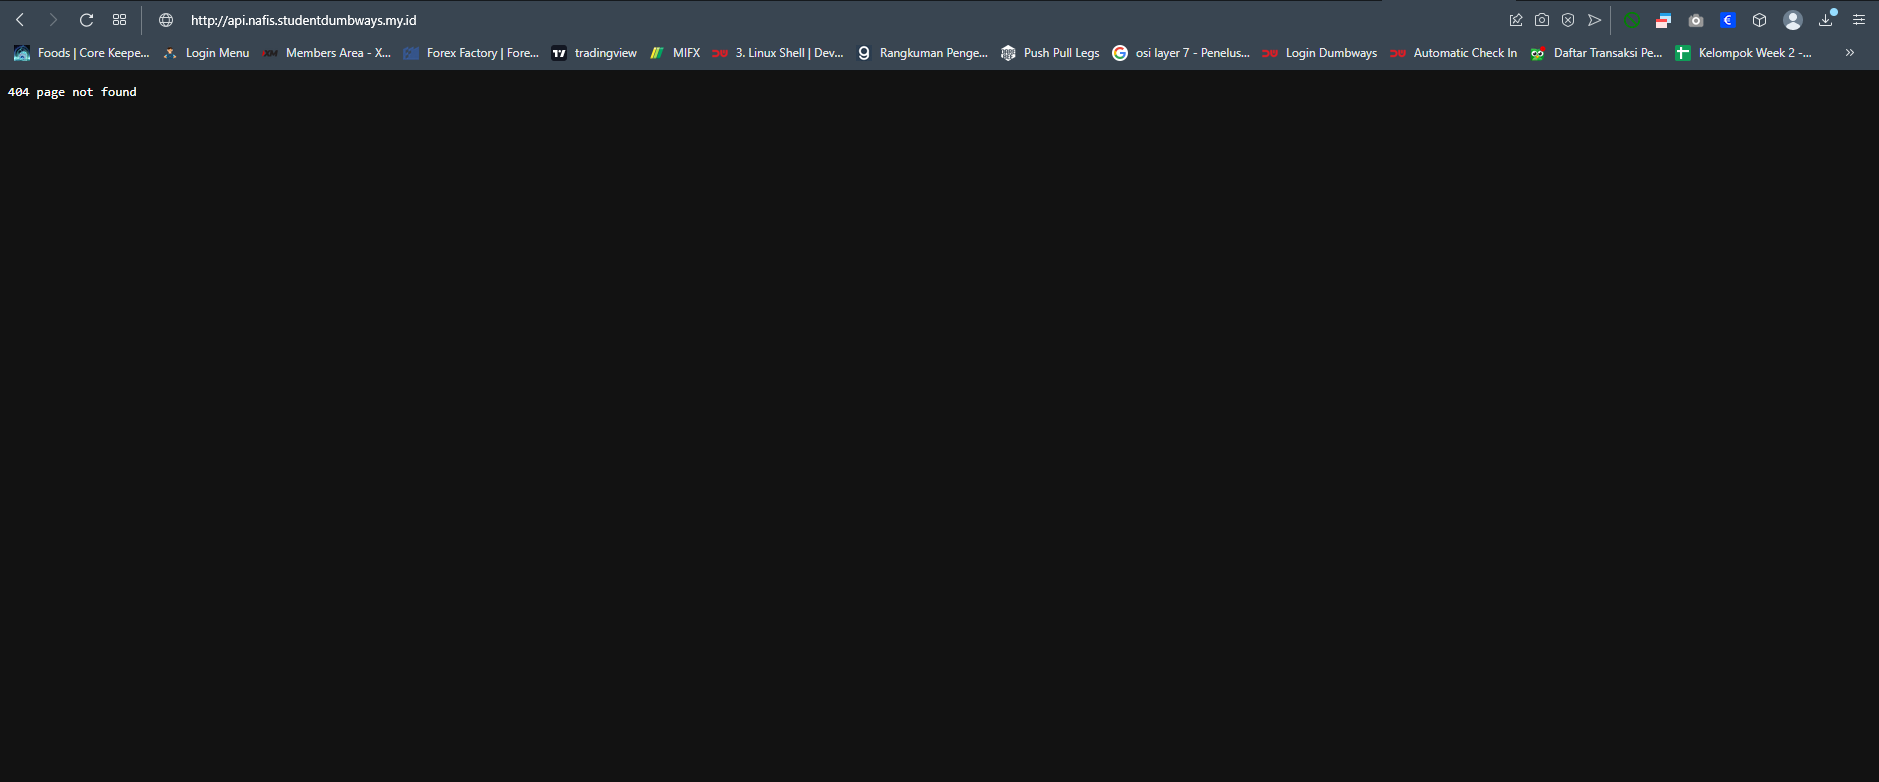 http://api.nafis.studentdumbways.my.id
Foods | Core Keepe... Login Menu XM Members Area - X... Forex Factory | Fore... TV tradingview MIFX 3. Linux Shell | Dev... g Rangkuman Penge... Push Pull Legs G osi layer 7 - Penelus... Login Dumbways Automatic Check In Daftar Transaksi Pe... Kelompok Week 2 -... »
404 page not found